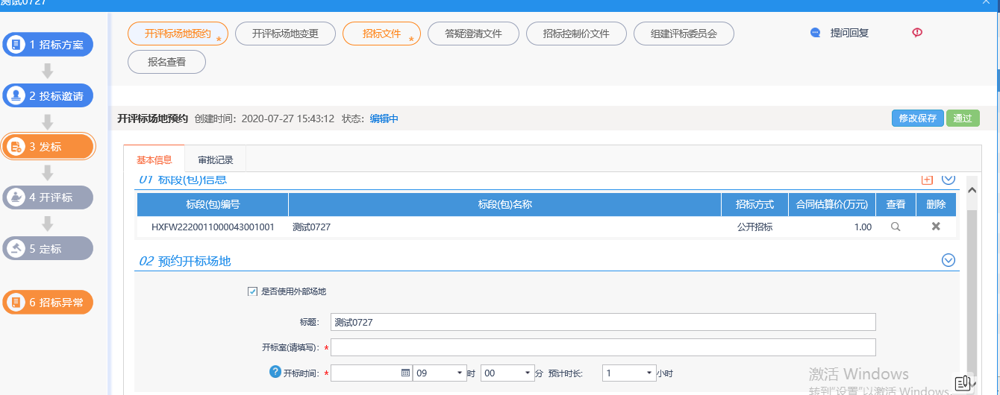 测试0727
开评标场地预约 * 开评标场地变更 招标文件 * 答疑澄清文件 招标控制价文件 组建评标委员会 提问回复
报名查看
1 招标方案
2 投标邀请
3 发标
4 开评标
5 定标
6 招标异常
开评标场地预约 创建时间：2020-07-27 15:43:12 状态：编辑中 修改保存 通过
基本信息 审批记录
01 标段(包)信息
标段(包)编号 标段(包)名称 招标方式 合同估算价(万元) 查看 删除
HXFW2220011000043001001 测试0727 公开招标 1.00
02 预约开标场地
是否使用外部场地
标题： 测试0727
开标室(请填写)： *
开标时间： * 09 时 00 分 预计时长： 1 小时
激活 Windows
转到"设置"以激活 Windows。